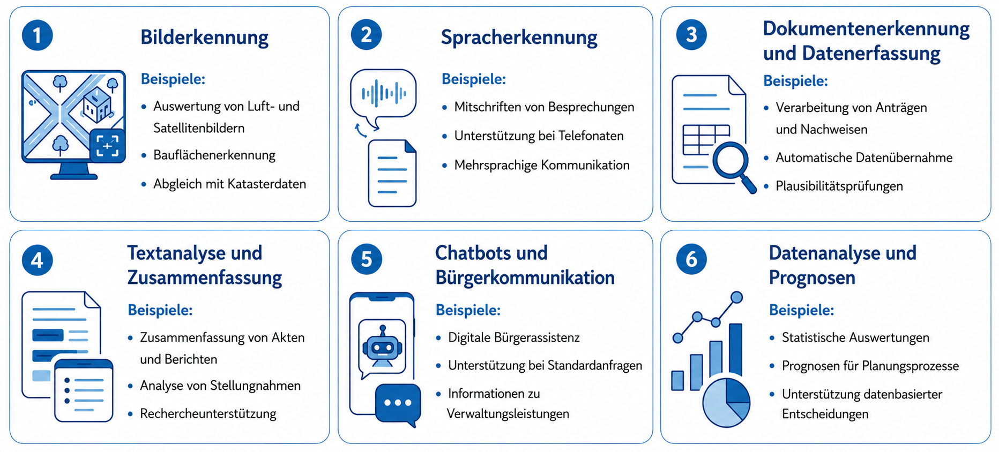 1
Bilderkennung
Beispiele:
• Auswertung von Luft- und
Satellitenbildern
• Bauflächenerkennung
• Abgleich mit Katasterdaten
2
Spracherkennung
Beispiele:
• Mitschriften von Besprechungen
• Unterstützung bei Telefonaten
• Mehrsprachige Kommunikation
3
Dokumentenerkennung
und Datenerfassung
Beispiele:
• Verarbeitung von Anträgen
und Nachweisen
• Automatische Datenübernahme
• Plausibilitätsprüfungen
4
Textanalyse und
Zusammenfassung
Beispiele:
• Zusammenfassung von Akten
und Berichten
• Analyse von Stellungnahmen
• Rechercheunterstützung
5
Chatbots und
Bürgerkommunikation
Beispiele:
• Digitale Bürgerassistenz
• Unterstützung bei Standardanfragen
• Informationen zu
Verwaltungsleistungen
6
Datenanalyse und
Prognosen
Beispiele:
• Statistische Auswertungen
• Prognosen für Planungsprozesse
• Unterstützung datenbasierter
Entscheidungen